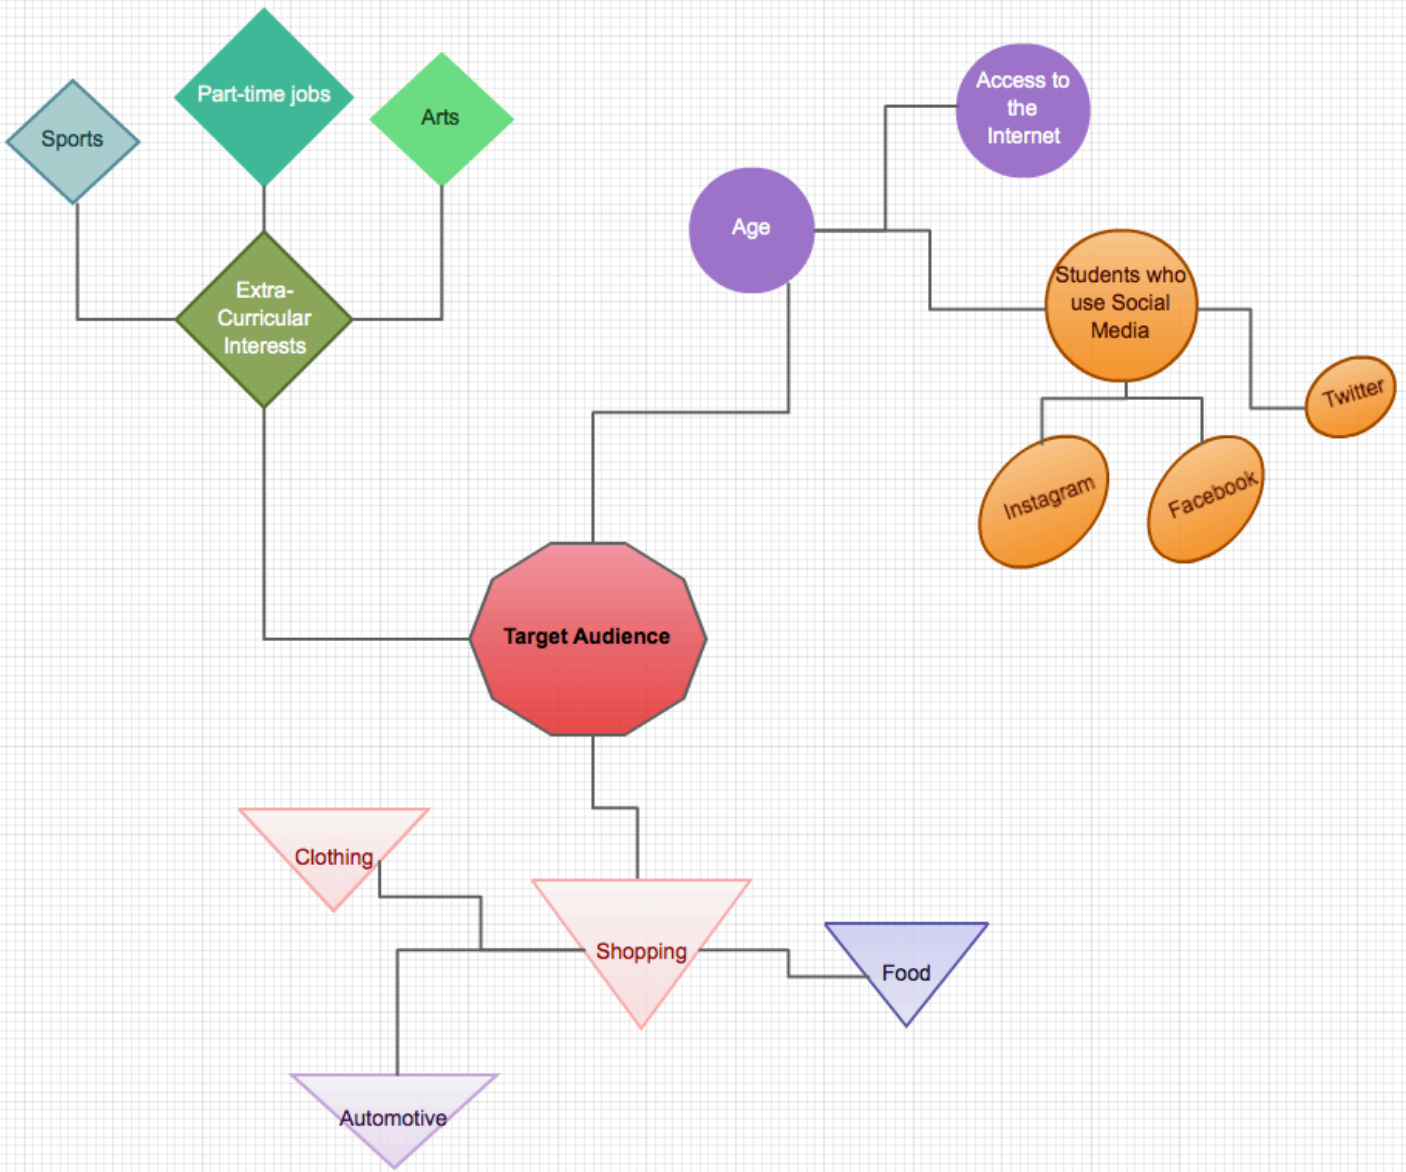 Part-time jobs
Sports
Arts
Extra-
Curricular
Interests
Access to
the
Internet
Age
Students who
use Social
Media
Twitter
Instagram
Facebook
Target Audience
Clothing
Shopping
Food
Automotive